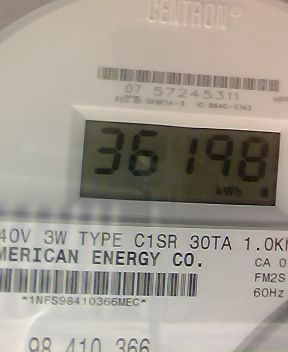 CENTRON®
07 57245311
36198
kWh
40V 3W TYPE C1SR 30TA 1.0K
MERICAN ENERGY CO.
CA 0
FM2S
*1NFS98410366MEC*
60Hz
98 410 366